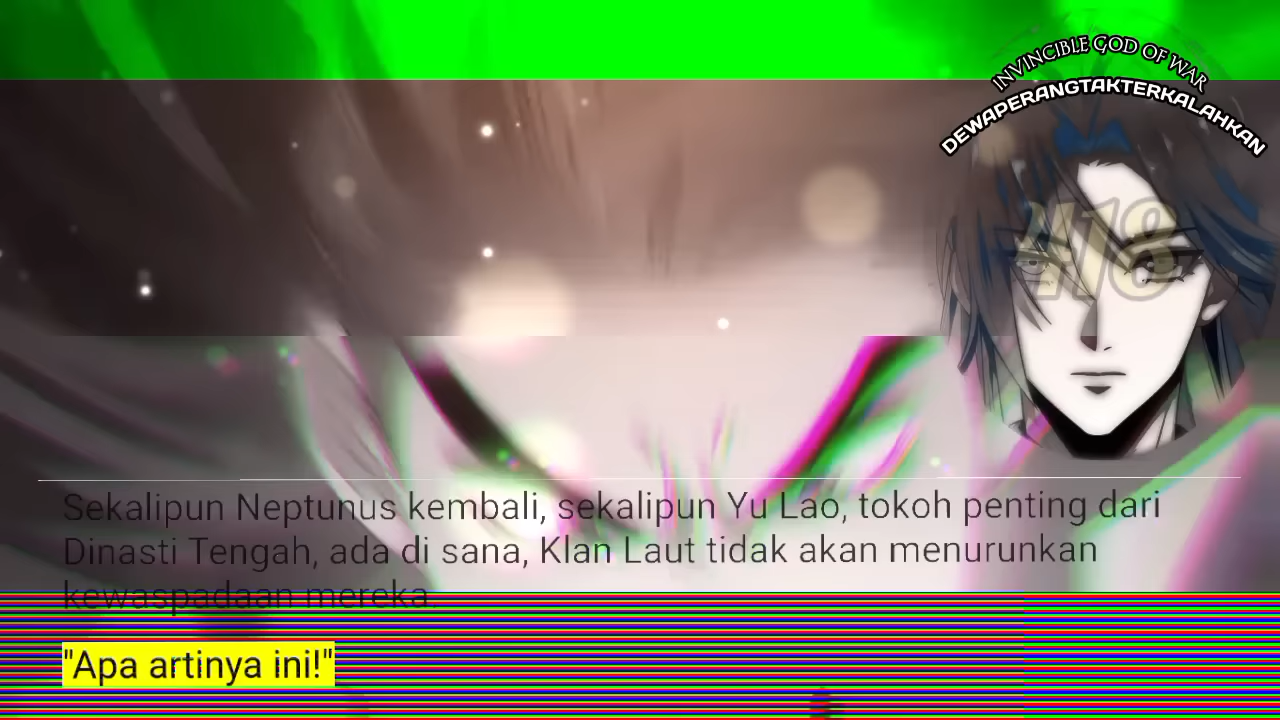 INVINCIBLE GOD OF WAR
DEWAPERANGTAKTERKALAHKAN
Sekalipun Neptunus kembali, sekalipun Yu Lao, tokoh penting dari
Dinasti Tengah, ada di sana, Klan Laut tidak akan menurunkan
kewaspadaan mereka.
"Apa artinya ini!"